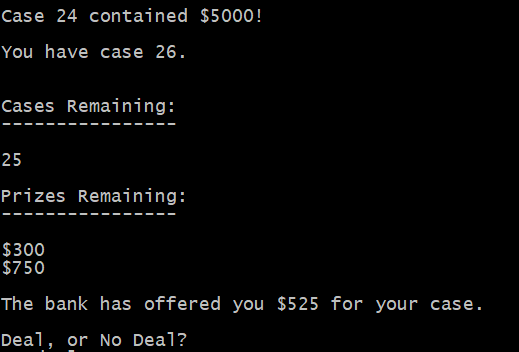 Case 24 contained $5000!
You have case 26.
Cases Remaining:
----------------
25
Prizes Remaining:
----------------
$300
$750
The bank has offered you $525 for your case.
Deal, or No Deal?